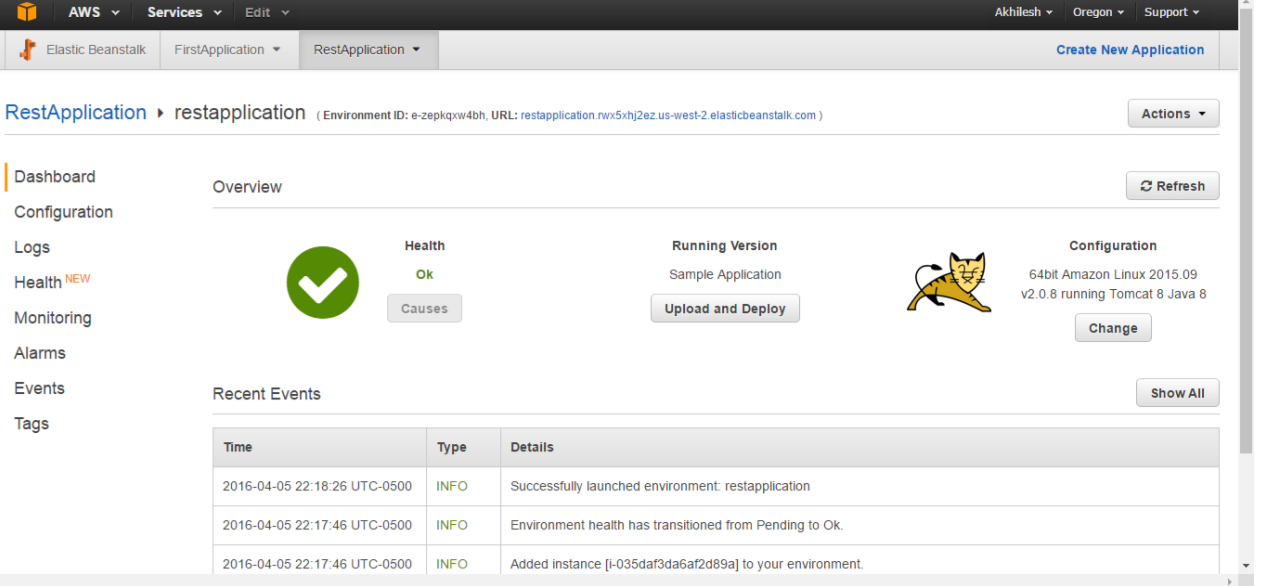 AWS Services Edit Akhilesh Oregon Support
Elastic Beanstalk FirstApplication RestApplication Create New Application
RestApplication restapplication ( Environment ID: e-zepkqxw4bh, URL: restapplication.rwx5xhj2ez.us-west-2.elasticbeanstalk.com ) Actions
Dashboard
Configuration
Logs
Health NEW
Monitoring
Alarms
Events
Tags
Overview Refresh
Health
Ok
Causes
Running Version
Sample Application
Upload and Deploy
Configuration
64bit Amazon Linux 2015.09
v2.0.8 running Tomcat 8 Java 8
Change
Recent Events Show All
Time Type Details
2016-04-05 22:18:26 UTC-0500 INFO Successfully launched environment: restapplication
2016-04-05 22:17:46 UTC-0500 INFO Environment health has transitioned from Pending to Ok.
2016-04-05 22:17:46 UTC-0500 INFO Added instance [i-035daf3da6af2d89a] to your environment.